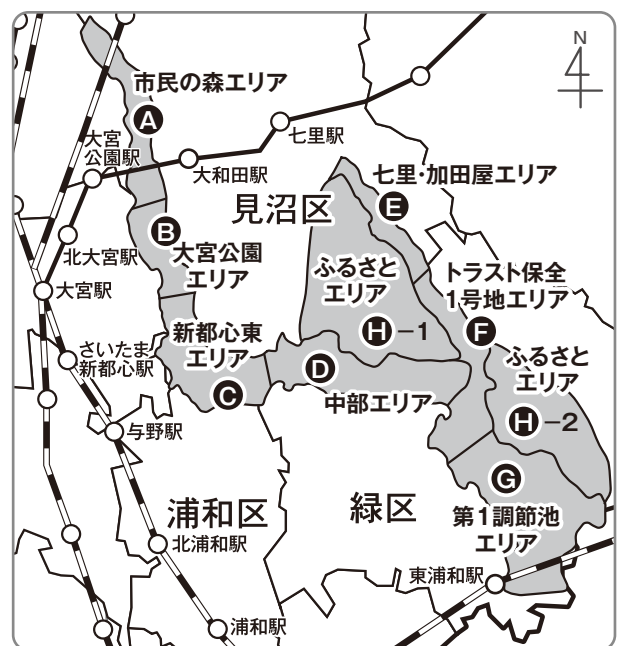 N
市民の森エリア
A
大宮
公園駅
七里駅
大和田駅
七里・加田屋エリア
E
見沼区
B
大宮公園
エリア
北大宮駅
大宮駅
ふるさと
エリア
H－1
トラスト保全
1号地エリア
F
新都心東
エリア
さいたま
新都心駅
C
D
中部エリア
ふるさと
エリア
H－2
与野駅
G
第1調節池
エリア
浦和区
緑区
北浦和駅
東浦和駅
浦和駅